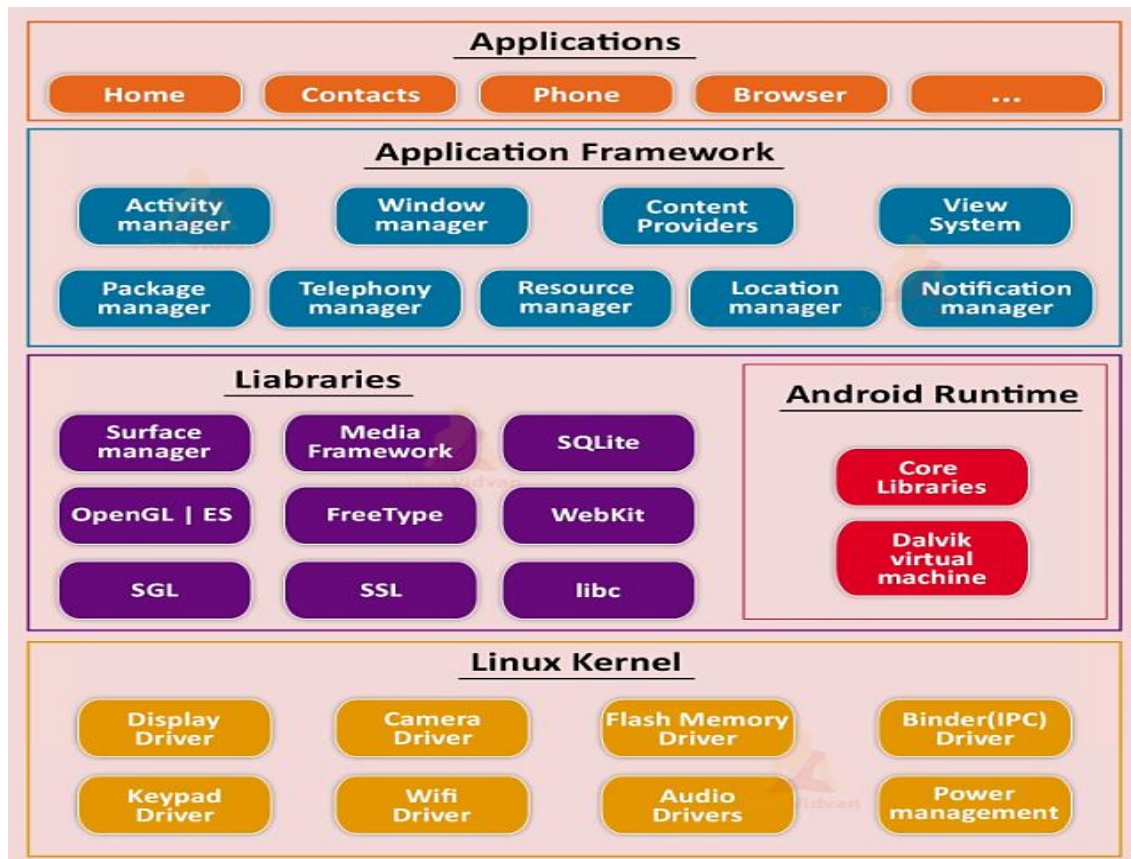 Applications
Home Contacts Phone Browser ...
Application Framework
Activity manager
Window manager
Content Providers
View System
Package manager
Telephony manager
Resource manager
Location manager
Notification manager
Liabraries
Surface manager
Media Framework
SQLite
OpenGL | ES
FreeType
WebKit
SGL
SSL
libc
Android Runtime
Core Libraries
Dalvik virtual machine
Linux Kernel
Display Driver
Camera Driver
Flash Memory Driver
Binder(IPC) Driver
Keypad Driver
Wifi Driver
Audio Drivers
Power management